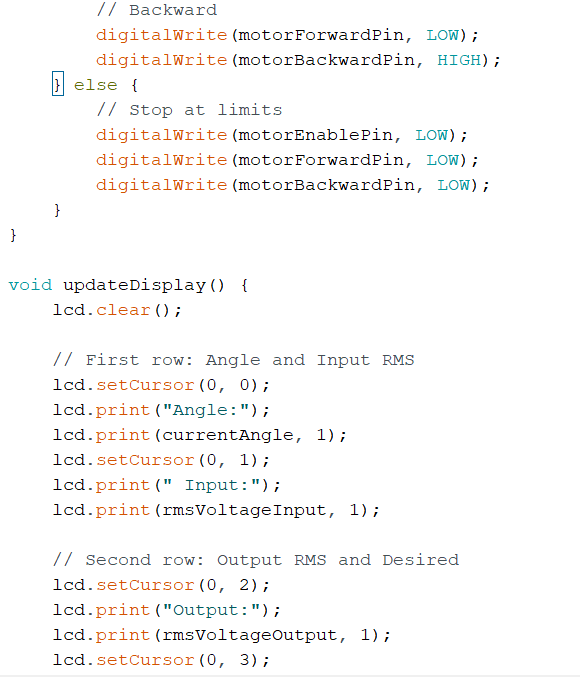 // Backward
digitalWrite(motorForwardPin, LOW);
digitalWrite(motorBackwardPin, HIGH);
} else {
// Stop at limits
digitalWrite(motorEnablePin, LOW);
digitalWrite(motorForwardPin, LOW);
digitalWrite(motorBackwardPin, LOW);
}
}
void updateDisplay() {
lcd.clear();
// First row: Angle and Input RMS
lcd.setCursor(0, 0);
lcd.print("Angle:");
lcd.print(currentAngle, 1);
lcd.setCursor(0, 1);
lcd.print(" Input:");
lcd.print(rmsVoltageInput, 1);
// Second row: Output RMS and Desired
lcd.setCursor(0, 2);
lcd.print("Output:");
lcd.print(rmsVoltageOutput, 1);
lcd.setCursor(0, 3);